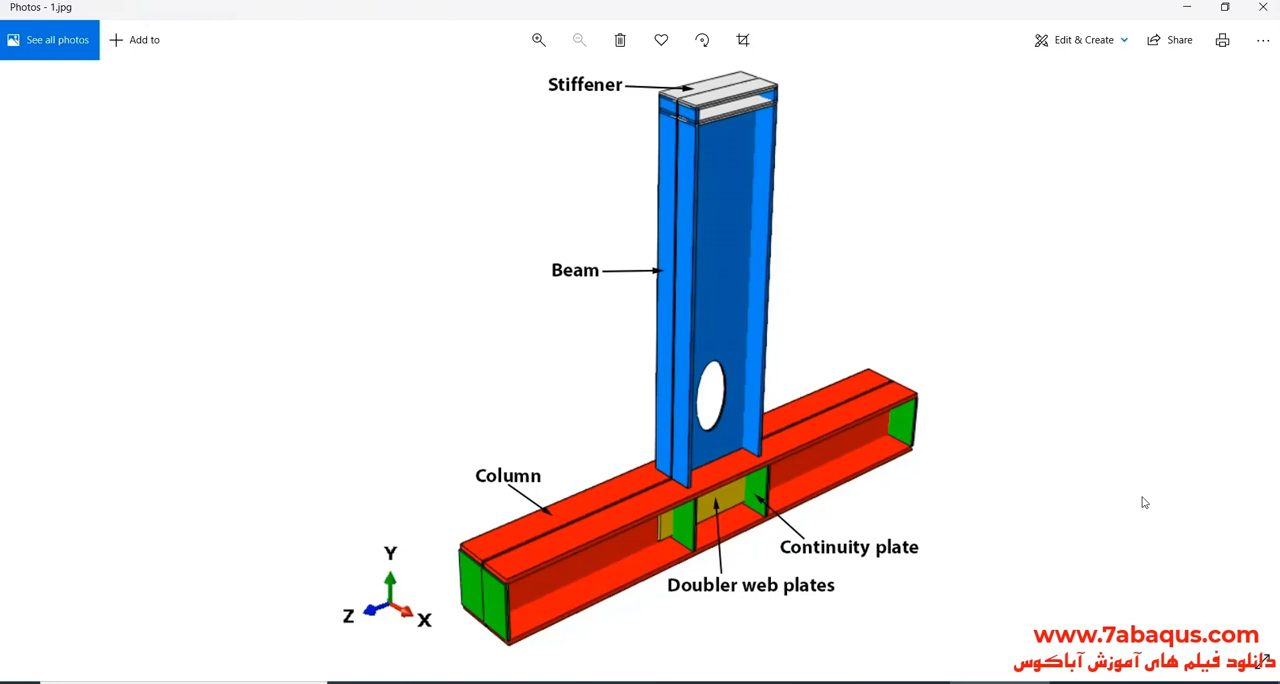 Photos - 1.jpg
See all photos
Add to
Edit & Create
Share
Stiffener
Beam
Column
Continuity plate
Doubler web plates
Y
Z
X
www.7abaqus.com
دانلود فیلم های آموزش آباکوس